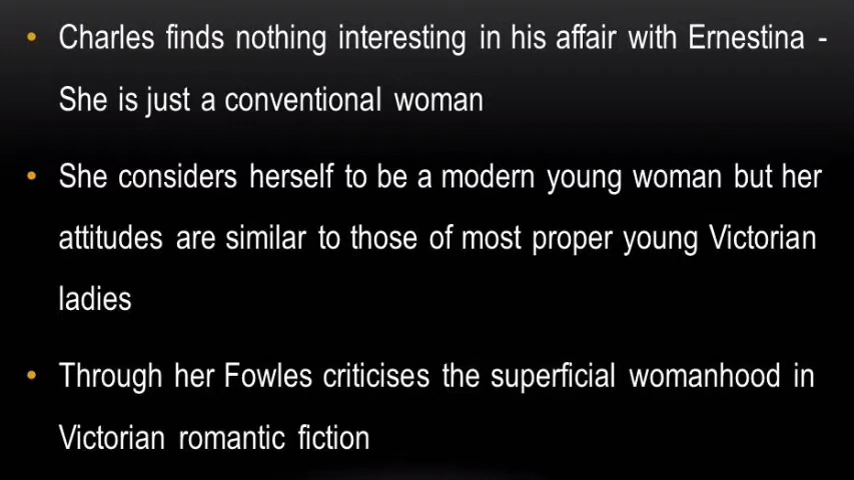 • Charles finds nothing interesting in his affair with Ernestina -
She is just a conventional woman
• She considers herself to be a modern young woman but her
attitudes are similar to those of most proper young Victorian
ladies
• Through her Fowles criticises the superficial womanhood in
Victorian romantic fiction